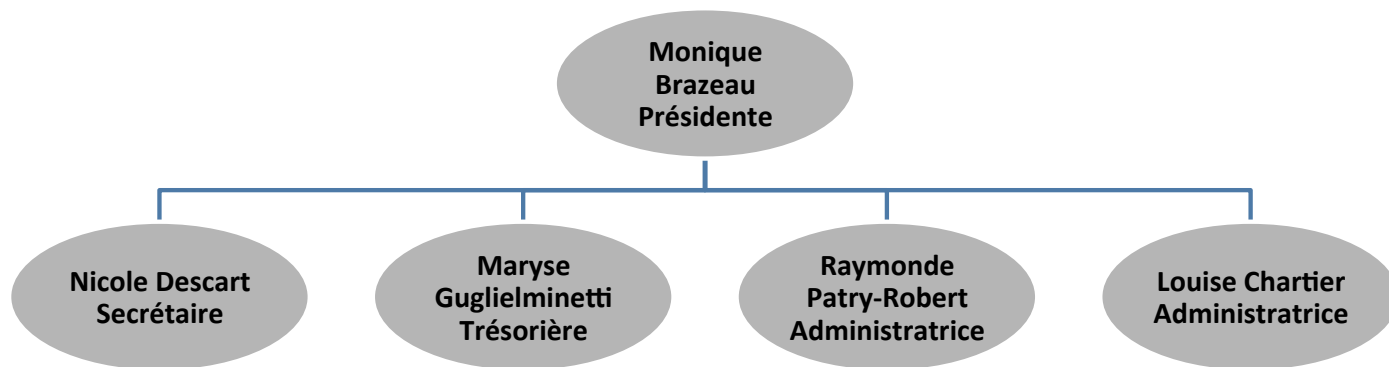 Monique
Brazeau
Présidente
Nicole Descart
Secrétaire
Maryse
Guglielminetti
Trésorière
Raymonde
Patry-Robert
Administratrice
Louise Chartier
Administratrice